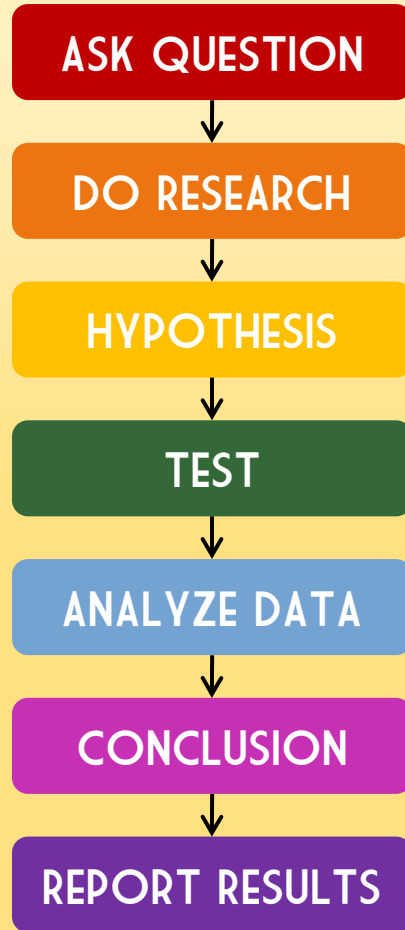 ASK QUESTION
DO RESEARCH
HYPOTHESIS
TEST
ANALYZE DATA
CONCLUSION
REPORT RESULTS